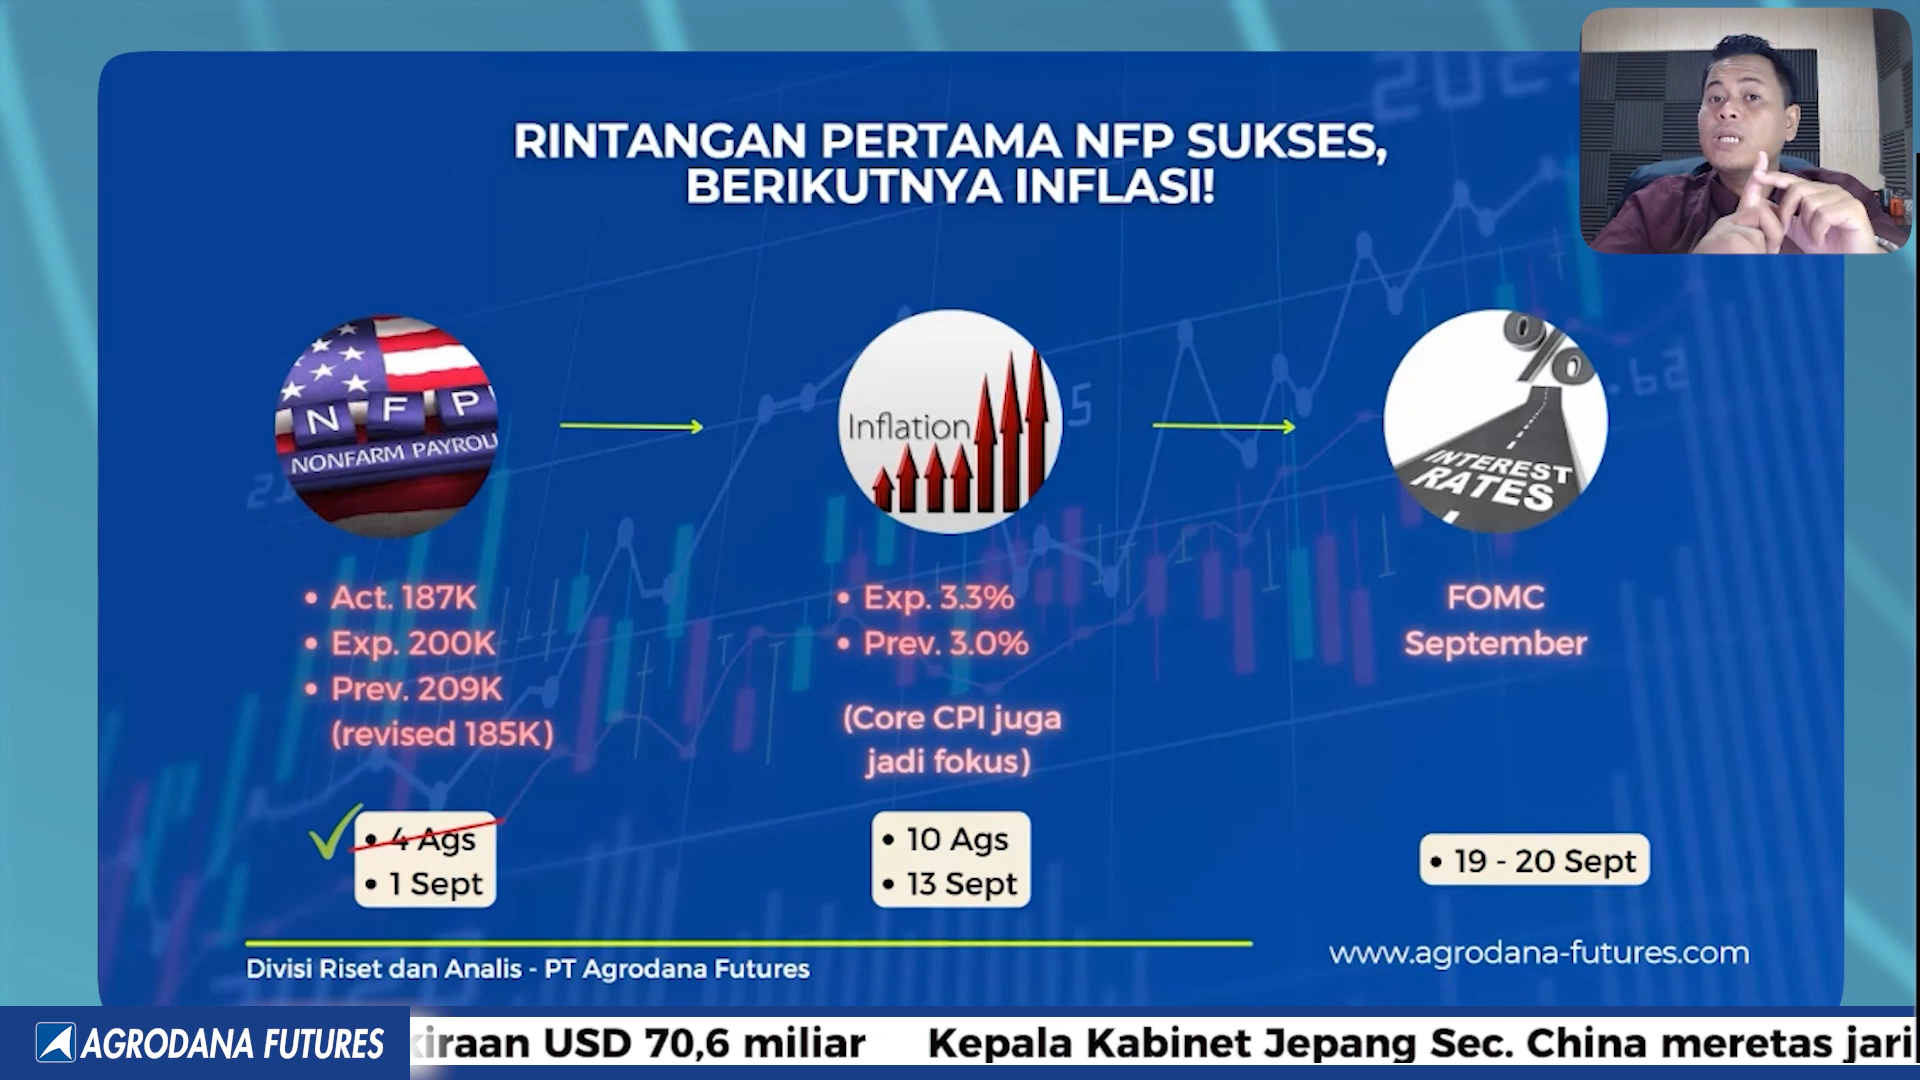 RINTANGAN PERTAMA NFP SUKSES,
BERIKUTNYA INFLASI!
N F P
NONFARM PAYROLL
Inflation
%
INTEREST
RATES
• Act. 187K
• Exp. 200K
• Prev. 209K
(revised 185K)
• Exp. 3.3%
• Prev. 3.0%
(Core CPI juga
jadi fokus)
FOMC
September
• 4 Ags
• 1 Sept
• 10 Ags
• 13 Sept
• 19 - 20 Sept
Divisi Riset dan Analis - PT Agrodana Futures
www.agrodana-futures.com
AGRODANA FUTURES
USD 70,6 miliar
Kepala Kabinet Jepang Sec. China meretas jari